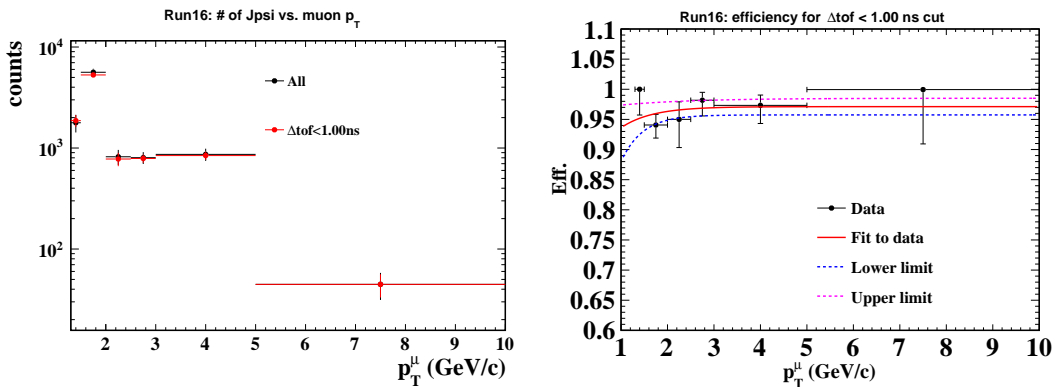 Run16: # of Jpsi vs. muon p_T
counts
10^4
10^3
10^2
All
Δtof<1.00ns
2 3 4 5 6 7 8 9 10
p_T^μ (GeV/c)
Run16: efficiency for Δtof < 1.00 ns cut
Eff.
1.1
1.05
1
0.95
0.9
0.85
0.8
0.75
0.7
0.65
0.6
Data
Fit to data
Lower limit
Upper limit
1 2 3 4 5 6 7 8 9 10
p_T^μ (GeV/c)